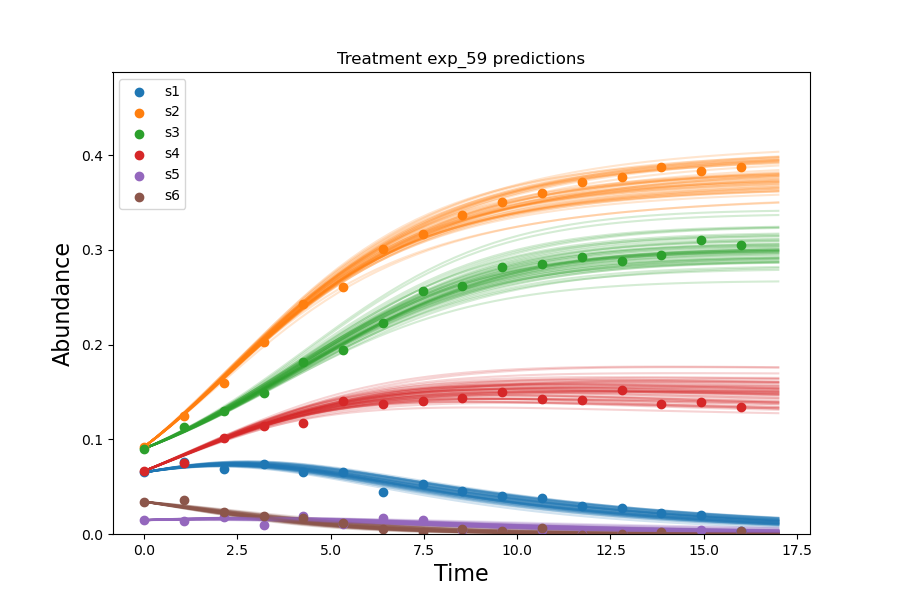 Treatment exp_59 predictions
s1
s2
s3
s4
s5
s6
Abundance
0.4
0.3
0.2
0.1
0.0
0.0 2.5 5.0 7.5 10.0 12.5 15.0 17.5
Time